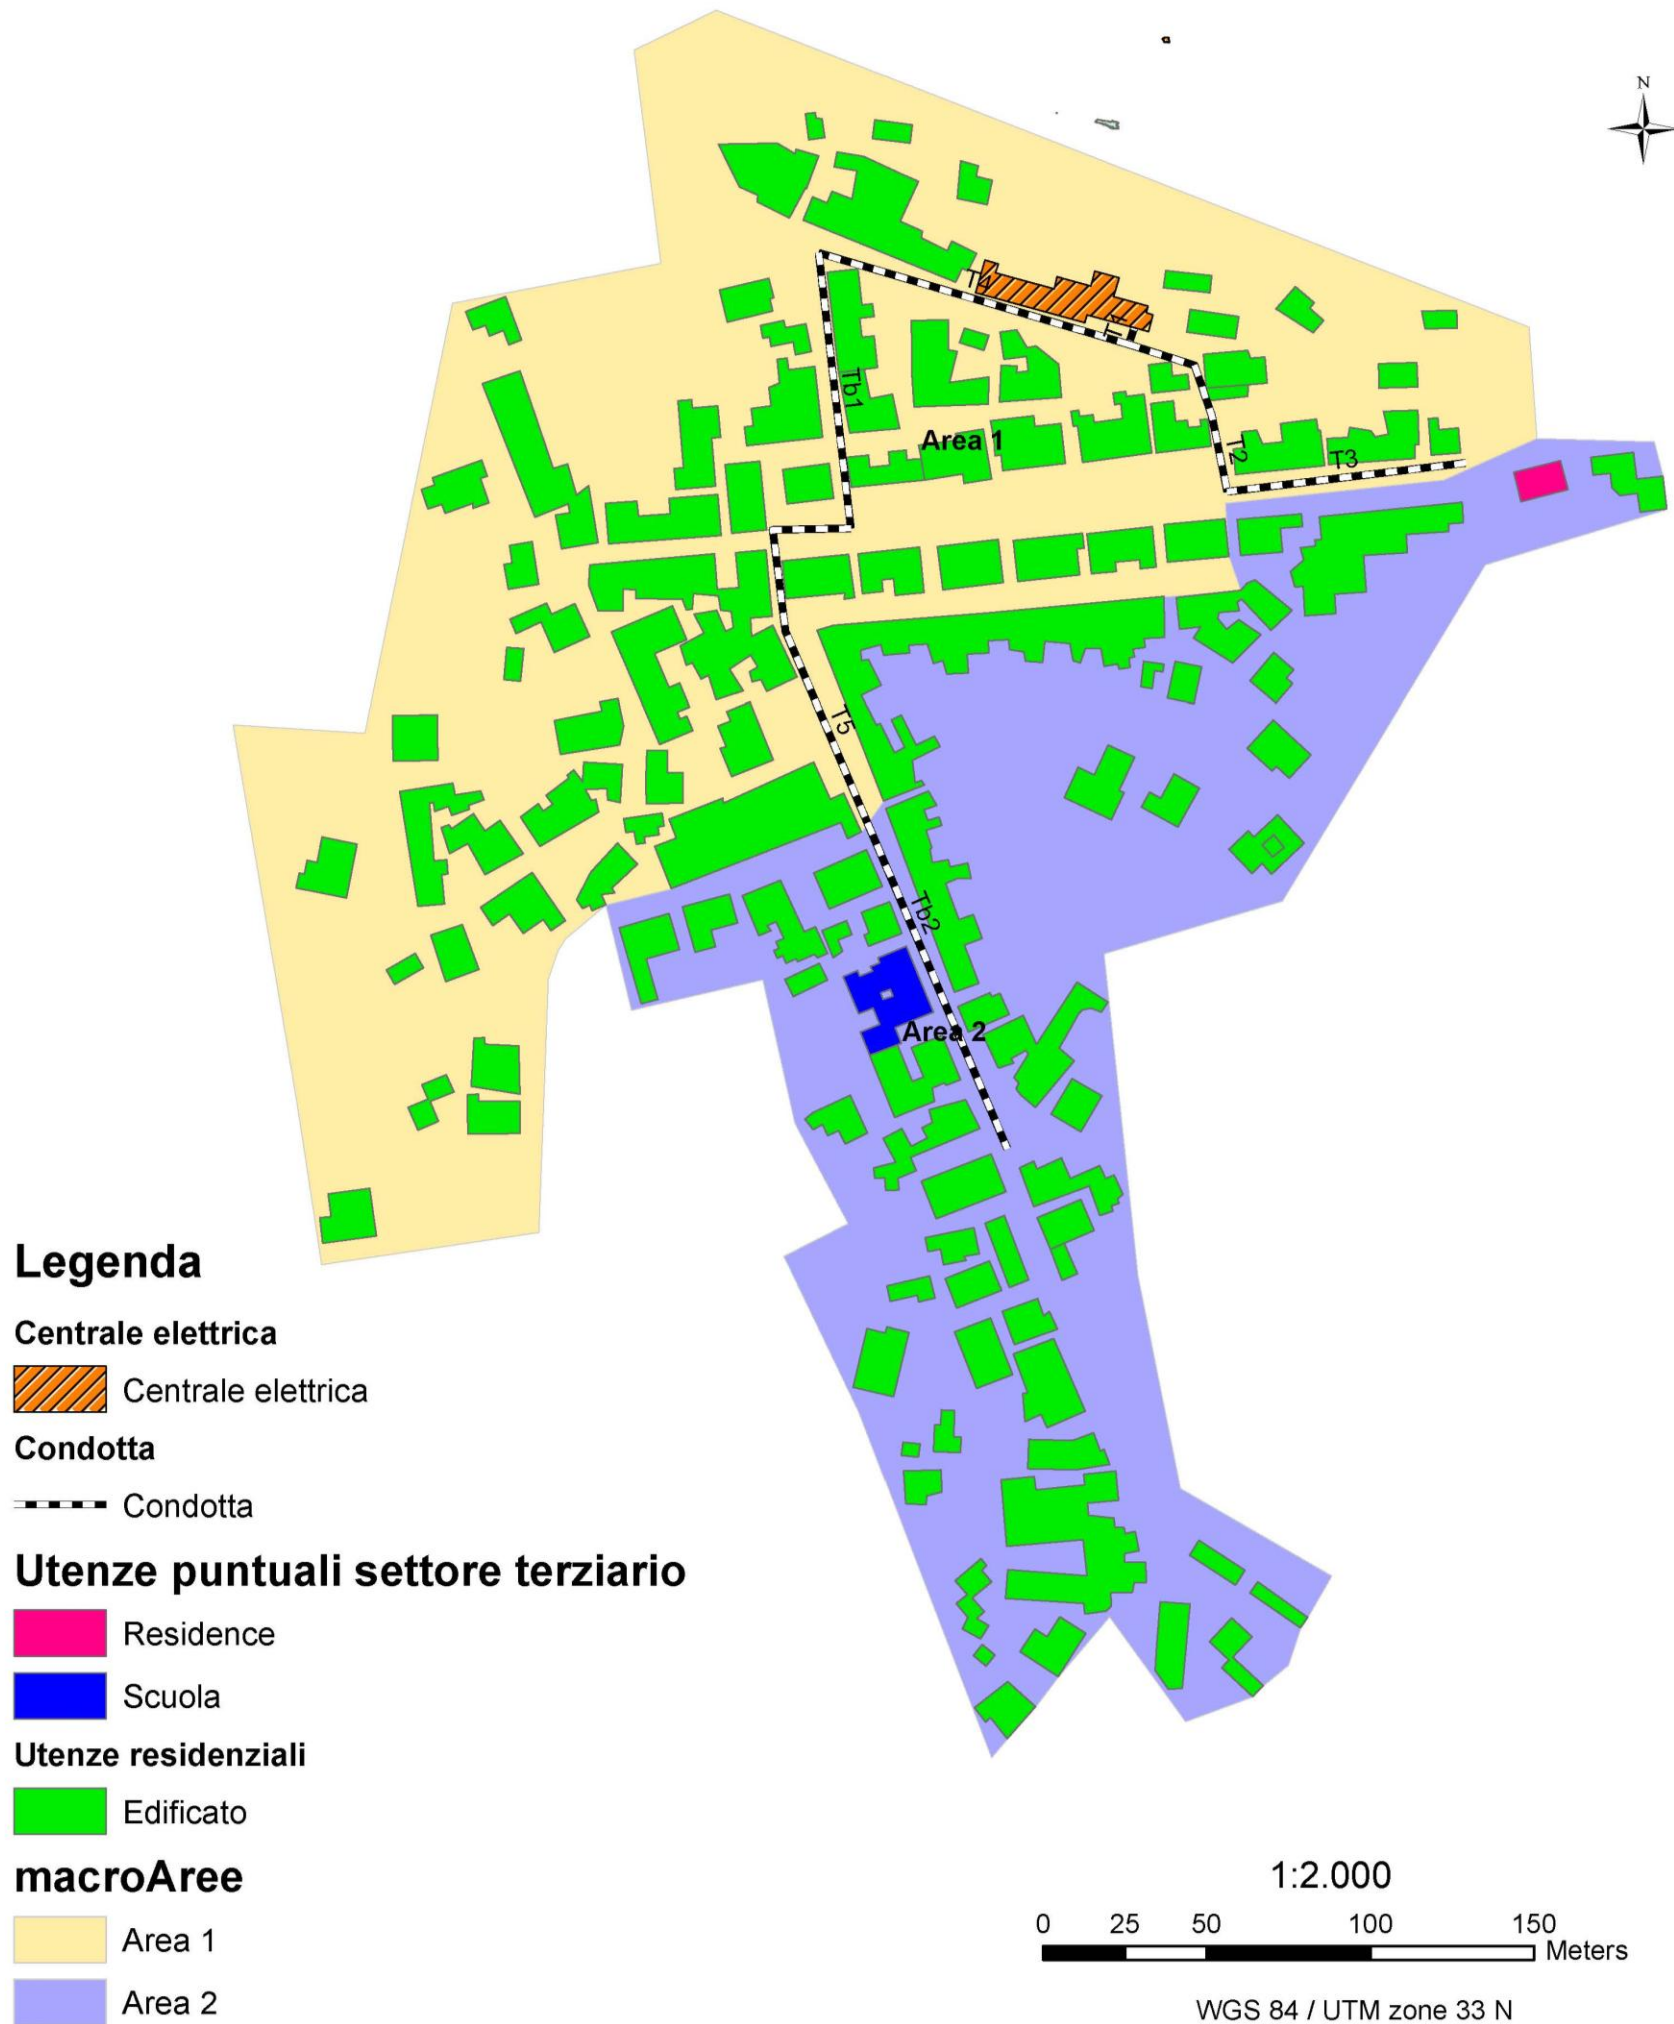 N
T4
T1
Tb1
Area 1
T2
T3
T5
Tb2
Area 2
Legenda
Centrale elettrica
Centrale elettrica
Condotta
Condotta
Utenze puntuali settore terziario
Residence
Scuola
Utenze residenziali
Edificato
macroAree
Area 1
Area 2
1:2.000
0 25 50 100 150
Meters
WGS 84 / UTM zone 33 N